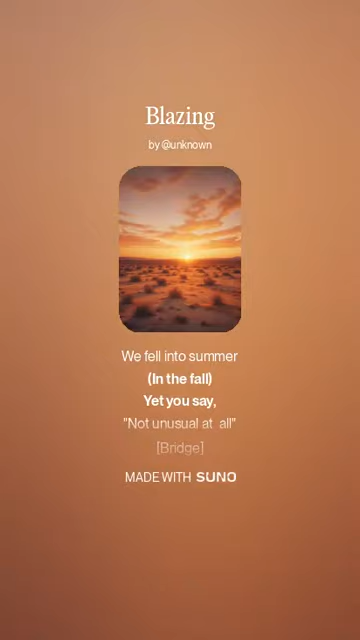 Blazing
by @unknown
We fell into summer
(In the fall)
Yet you say,
"Not unusual at all"
[Bridge]
MADE WITH SUNO